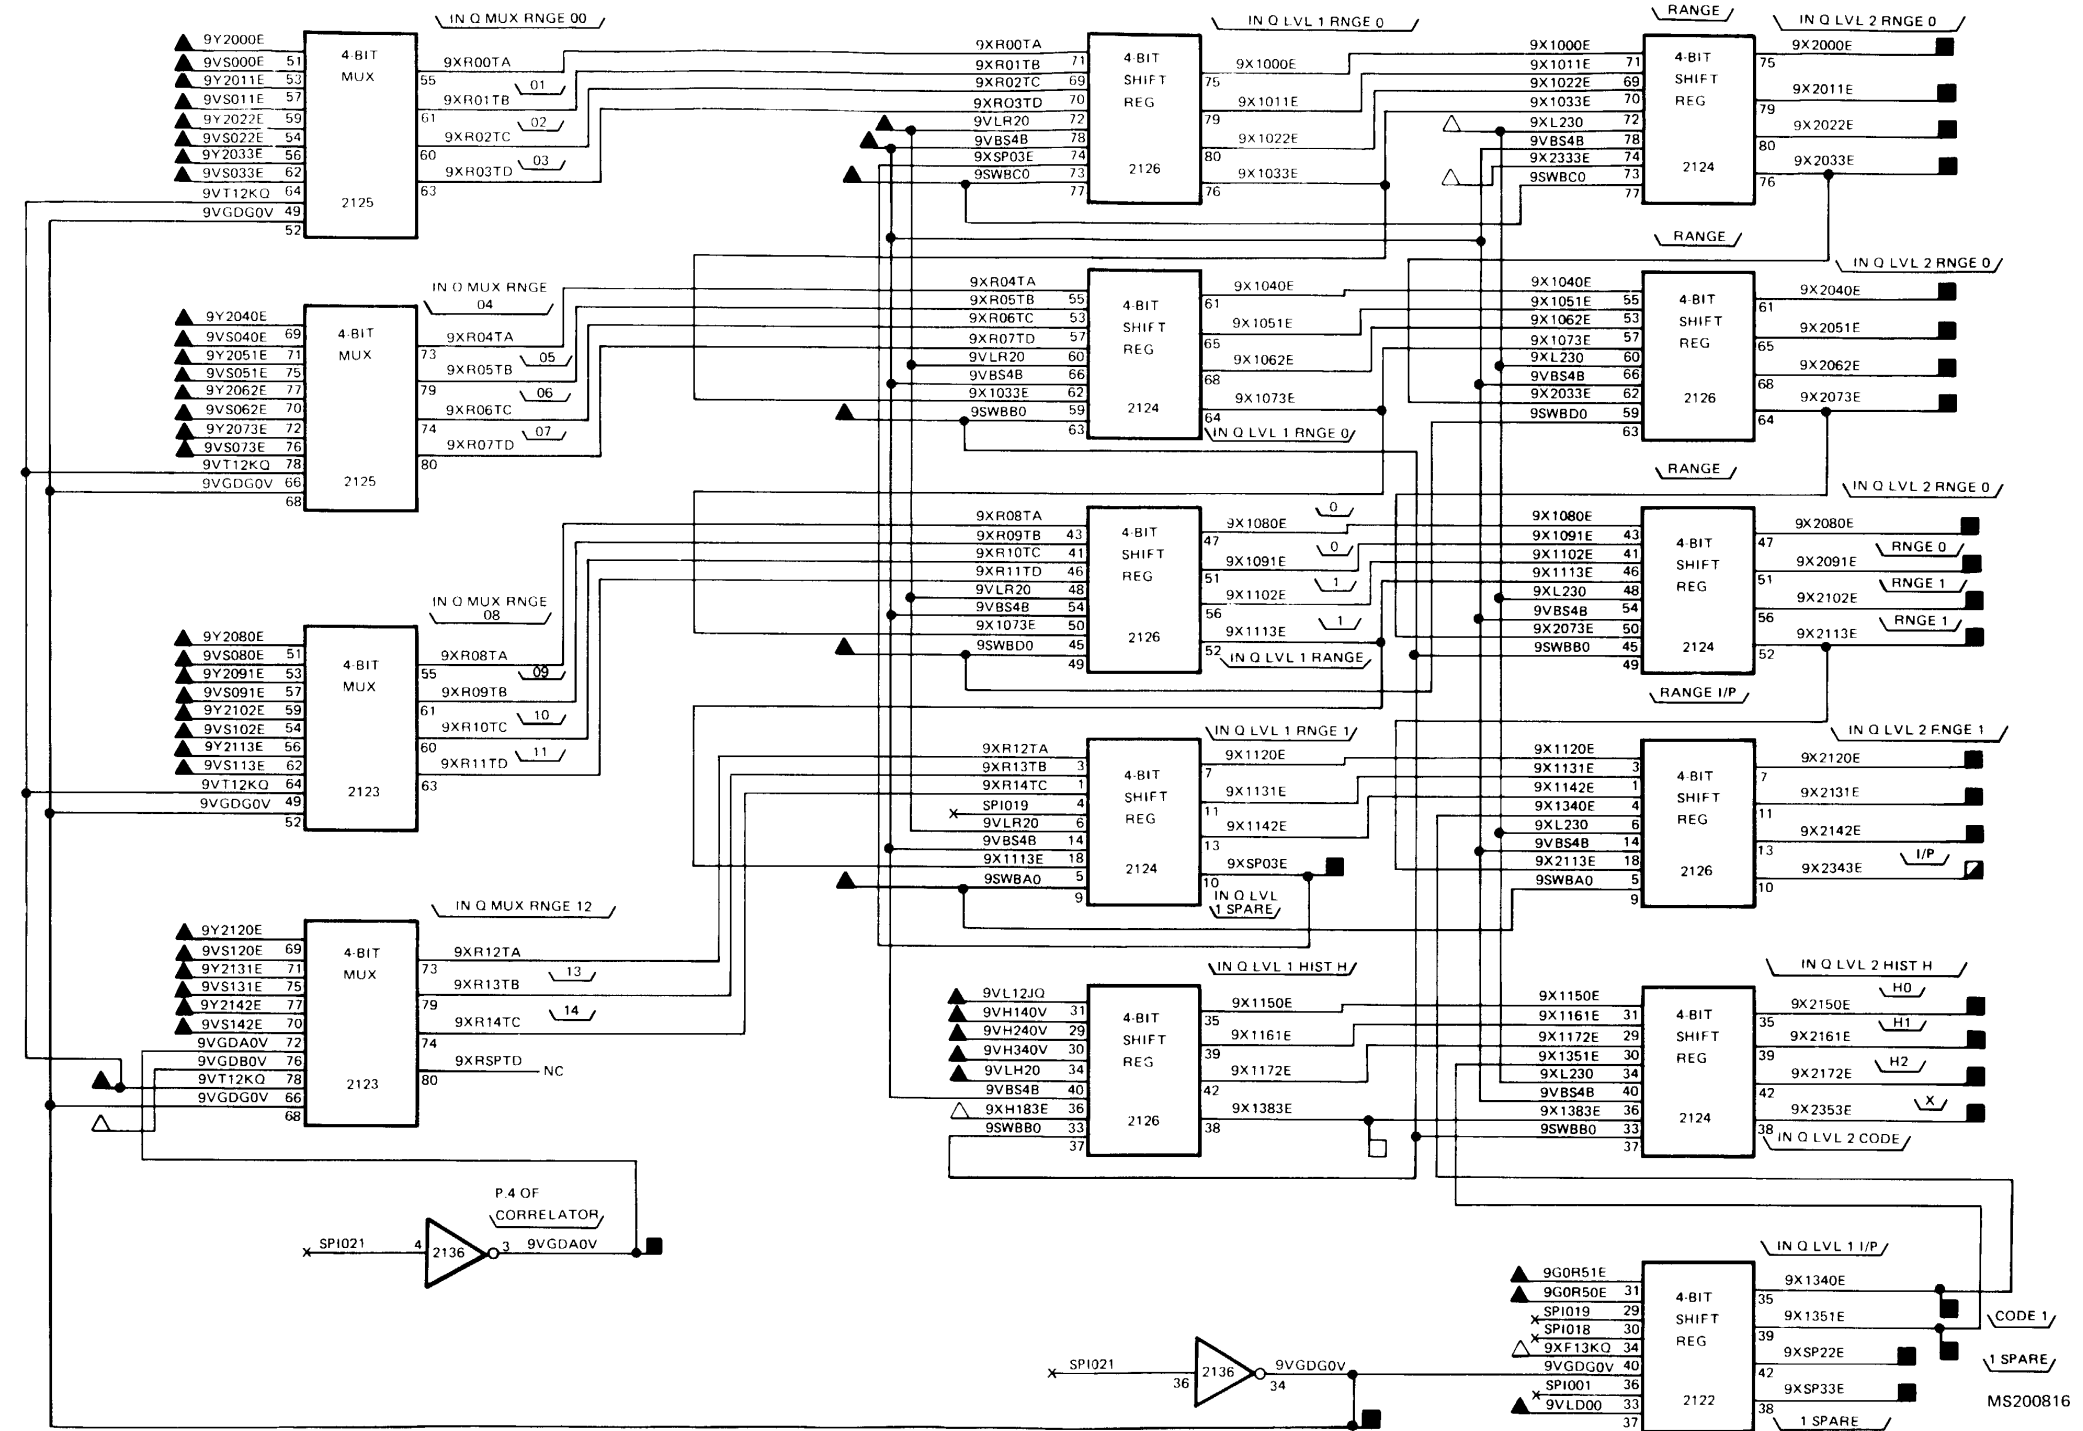 IN Q MUX RNGE 00
9Y2000E
9VS000E 51
9Y2011E 53
9VS011E 57
9Y2022E 59
9VS022E 54
9Y2033E 56
9VS033E 62
9VT12KQ 64
9VGDG0V 49
52
4-BIT
MUX
2125
9XR00TA
55
01
9XR01TB
61
02
9XR02TC
60
03
9XR03TD
63
IN Q MUX RNGE
04
9Y2040E
9VS040E 69
9Y2051E 71
9VS051E 75
9Y2062E 77
9VS062E 70
9Y2073E 72
9VS073E 76
9VT12KQ 78
9VGDG0V 66
68
4-BIT
MUX
2125
9XR04TA
73
05
9XR05TB
79
06
9XR06TC
74
07
9XR07TD
80
IN Q MUX RNGE
08
9Y2080E
9VS080E 51
9Y2091E 53
9VS091E 57
9Y2102E 59
9VS102E 54
9Y2113E 56
9VS113E 62
9VT12KQ 64
9VGDG0V 49
52
4-BIT
MUX
2123
9XR08TA
55
09
9XR09TB
61
10
9XR10TC
60
11
9XR11TD
63
IN Q MUX RNGE 12
9Y2120E
9VS120E 69
9Y2131E 71
9VS131E 75
9Y2142E 77
9VS142E 70
9VGDA0V 72
9VGDB0V 76
9VT12KQ 78
9VGDG0V 66
68
4-BIT
MUX
2123
9XR12TA
73
13
9XR13TB
79
14
9XR14TC
74
9XRSPTD NC
80
P.4 OF
CORRELATOR
SPI021 4 2136 3 9VGDA0V
IN Q LVL 1 RNGE 0
9XR00TA
9XR01TB 71
9XR02TC 69
9XRO3TD 70
9VLR20 72
9VBS4B 78
9XSP03E 74
9SWBC0 73
77
4-BIT
SHIFT
REG
2126
9X1000E
75
9X1011E
79
9X1022E
80
9X1033E
76
9XR04TA
9XR05TB 55
9XR06TC 53
9XR07TD 57
9VLR20 60
9VBS4B 66
9X1033E 62
9SWBB0 59
63
4-BIT
SHIFT
REG
2124
9X1040E
61
9X1051E
65
9X1062E
68
9X1073E
64
IN Q LVL 1 RNGE 0
9XR08TA
9XR09TB 43
9XR10TC 41
9XR11TD 46
9VLR20 48
9VBS4B 54
9X1073E 50
9SWBD0 45
49
4-BIT
SHIFT
REG
2126
0
9X1080E
47
0
9X1091E
51
1
9X1102E
56
1
9X1113E
52
IN Q LVL 1 RANGE
IN Q LVL 1 RNGE 1
9XR12TA
9XR13TB 3
9XR14TC 1
SPI019 4
9VLR20 6
9VBS4B 14
9X1113E 18
9SWBA0 5
9
4-BIT
SHIFT
REG
2124
9X1120E
7
9X1131E
11
9X1142E
13
9XSP03E
10
IN Q LVL
1 SPARE
IN Q LVL 1 HIST H
9VL12JQ
9VH140V 31
9VH240V 29
9VH340V 30
9VLH20 34
9VBS4B 40
9XH183E 36
9SWBB0 33
37
4-BIT
SHIFT
REG
2126
9X1150E
35
9X1161E
39
9X1172E
42
9X1383E
38
SPI021 36 2136 34 9VGDG0V
RANGE
IN Q LVL 2 RNGE 0
9X1000E
9X1011E 71
9X1022E 69
9X1033E 70
9XL230 72
9VBS4B 78
9X2333E 74
9SWBC0 73
77
4-BIT
SHIFT
REG
2124
9X2000E
75
9X2011E
79
9X2022E
80
9X2033E
76
RANGE
IN Q LVL 2 RNGE 0
9X1040E
9X1051E 55
9X1062E 53
9X1073E 57
9XL230 60
9VBS4B 66
9X2033E 62
9SWBD0 59
63
4-BIT
SHIFT
REG
2126
9X2040E
61
9X2051E
65
9X2062E
68
9X2073E
64
RANGE
IN Q LVL 2 RNGE 0
9X1080E
9X1091E 43
9X1102E 41
9X1113E 46
9XL230 48
9VBS4B 54
9X2073E 50
9SWBB0 45
49
4-BIT
SHIFT
REG
2124
9X2080E
47
RNGE 0
9X2091E
51
RNGE 1
9X2102E
56
RNGE 1
9X2113E
52
RANGE I/P
IN Q LVL 2 RNGE 1
9X1120E
9X1131E 3
9X1142E 1
9X1340E 4
9XL230 6
9VBS4B 14
9X2113E 18
9SWBA0 5
9
4-BIT
SHIFT
REG
2126
9X2120E
7
9X2131E
11
9X2142E
13
I/P
9X2343E
10
IN Q LVL 2 HIST H
9X1150E
9X1161E 31
9X1172E 29
9X1351E 30
9XL230 34
9VBS4B 40
9X1383E 36
9SWBB0 33
37
4-BIT
SHIFT
REG
2124
H0
9X2150E
35
H1
9X2161E
39
H2
9X2172E
42
X
9X2353E
38
IN Q LVL 2 CODE
IN Q LVL 1 I/P
9G0R51E
9G0R50E 31
SPI019 29
SPI018 30
9XF13KQ 34
9VGDG0V 40
SPI001 36
9VLD00 33
37
4-BIT
SHIFT
REG
2122
9X1340E
35
9X1351E
39
9XSP22E
42
9XSP33E
38
1 SPARE
CODE 1
1 SPARE
MS200816